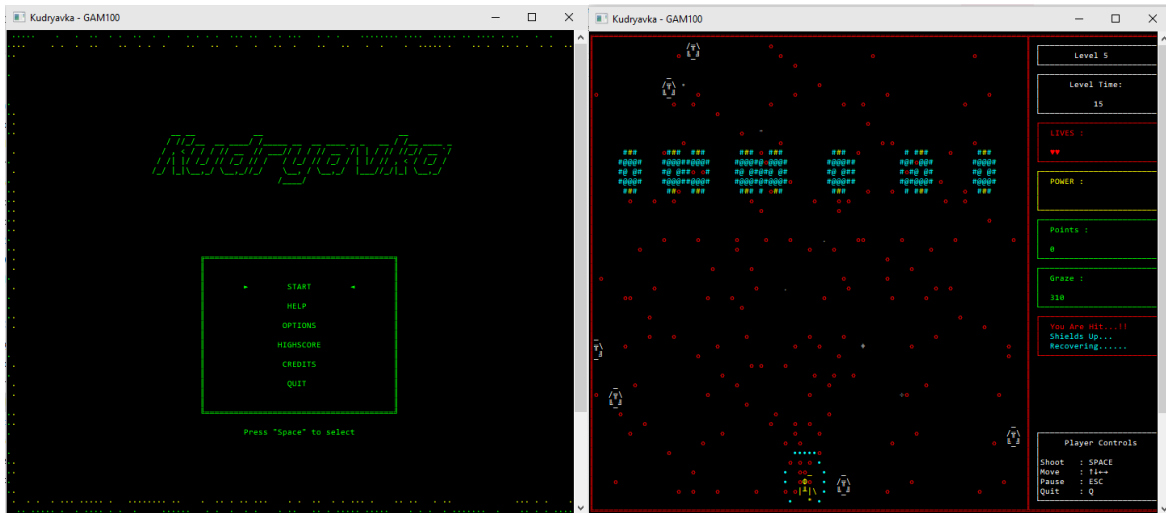 Kudryavka - GAM100
Kudryavka
START
HELP
OPTIONS
HIGHSCORE
CREDITS
QUIT
Press "Space" to select
Kudryavka - GAM100
Level 5
Level Time:
15
LIVES :
♥♥
POWER :
Points :
0
Graze :
310
You Are Hit...!!
Shields Up...
Recovering......
Player Controls
Shoot : SPACE
Move : ↑↓←→
Pause : ESC
Quit : Q